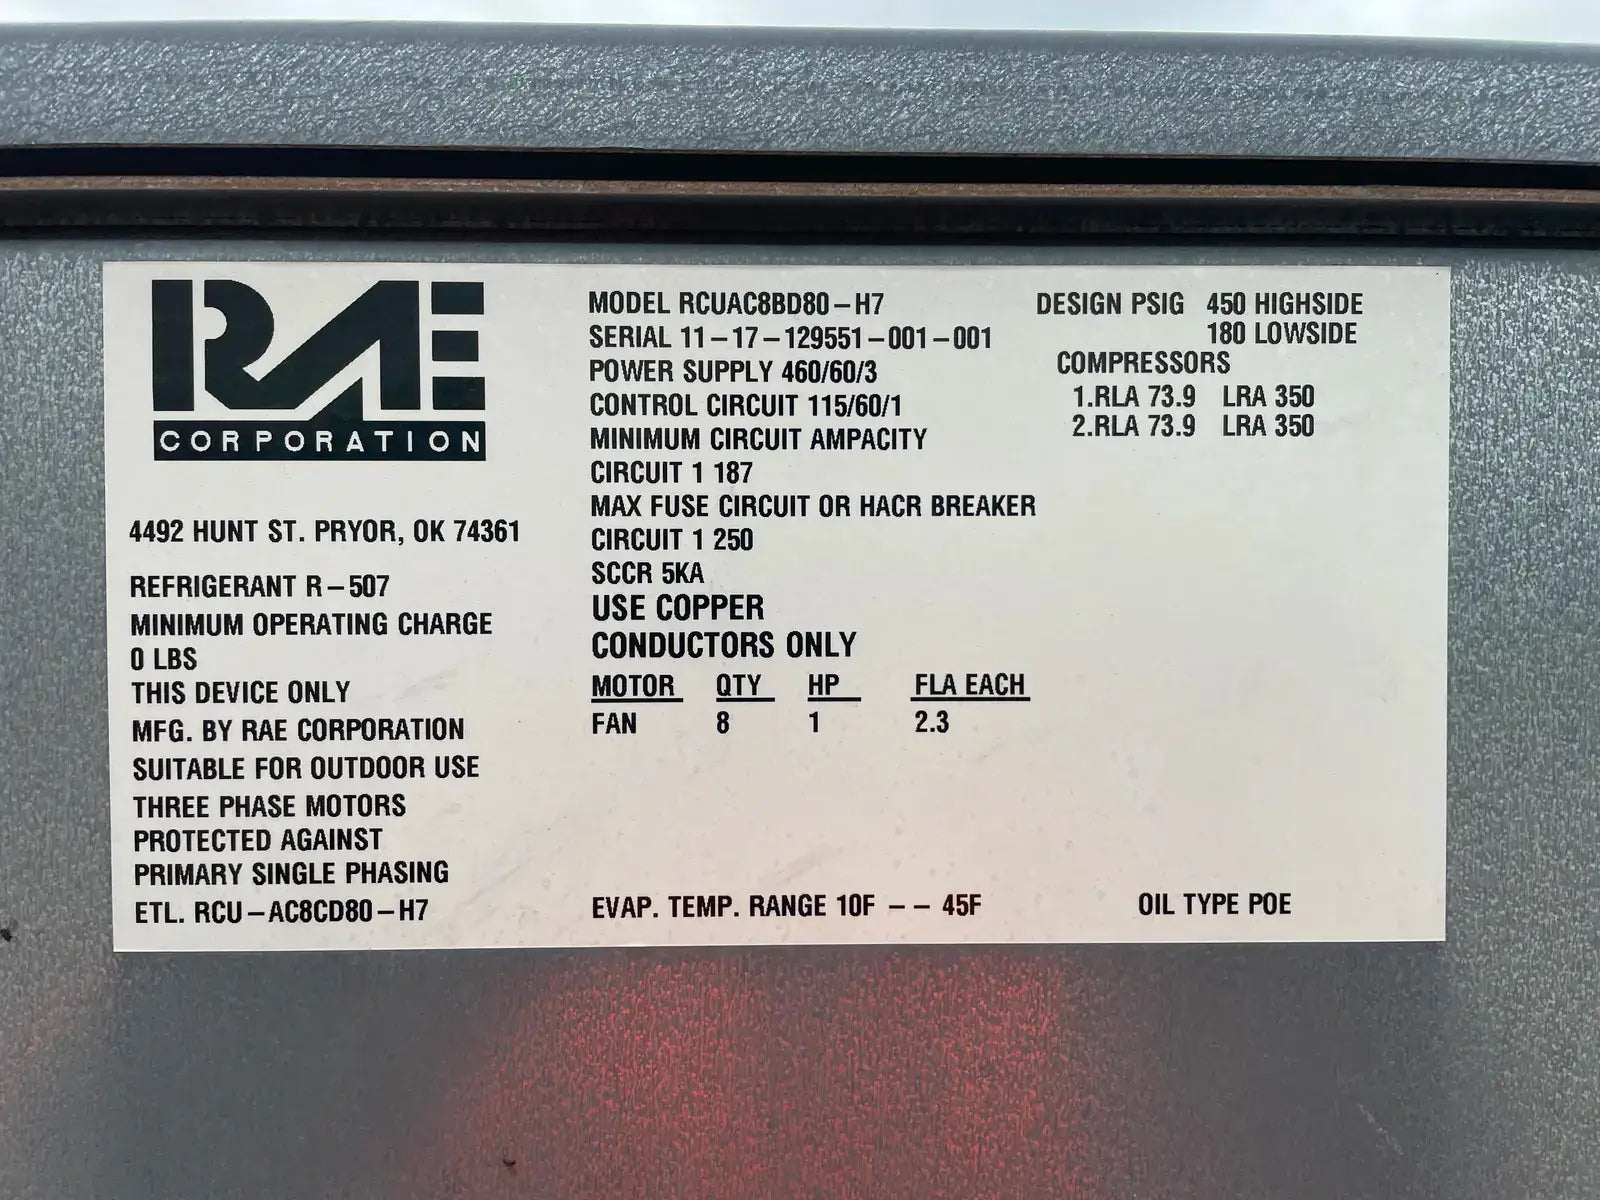 RAE
CORPORATION
4492 HUNT ST. PRYOR, OK 74361
REFRIGERANT R-507
MINIMUM OPERATING CHARGE
0 LBS
THIS DEVICE ONLY
MFG. BY RAE CORPORATION
SUITABLE FOR OUTDOOR USE
THREE PHASE MOTORS
PROTECTED AGAINST
PRIMARY SINGLE PHASING
ETL. RCU-AC8CD80-H7
MODEL RCUAC8BD80-H7
SERIAL 11-17-129551-001-001
POWER SUPPLY 460/60/3
CONTROL CIRCUIT 115/60/1
MINIMUM CIRCUIT AMPACITY
CIRCUIT 1 187
MAX FUSE CIRCUIT OR HACR BREAKER
CIRCUIT 1 250
SCCR 5KA
USE COPPER
CONDUCTORS ONLY
MOTOR QTY HP FLA EACH
FAN 8 1 2.3
EVAP. TEMP. RANGE 10F -- 45F
DESIGN PSIG 450 HIGHSIDE
180 LOWSIDE
COMPRESSORS
1.RLA 73.9 LRA 350
2.RLA 73.9 LRA 350
OIL TYPE POE